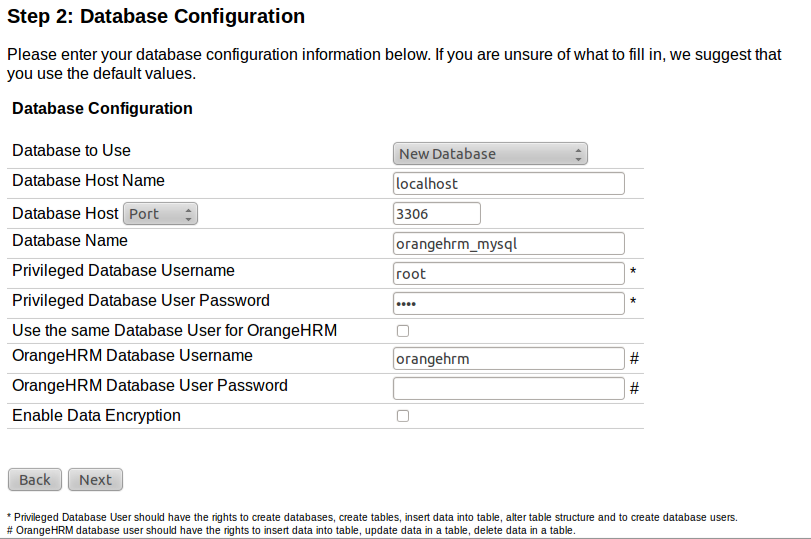 Step 2: Database Configuration
Please enter your database configuration information below. If you are unsure of what to fill in, we suggest that
you use the default values.
Database Configuration
Database to Use New Database
Database Host Name localhost
Database Host Port 3306
Database Name orangehrm_mysql
Privileged Database Username root *
Privileged Database User Password •••• *
Use the same Database User for OrangeHRM
OrangeHRM Database Username orangehrm #
OrangeHRM Database User Password #
Enable Data Encryption
Back Next
* Privileged Database User should have the rights to create databases, create tables, insert data into table, alter table structure and to create database users.
# OrangeHRM database user should have the rights to insert data into table, update data in a table, delete data in a table.